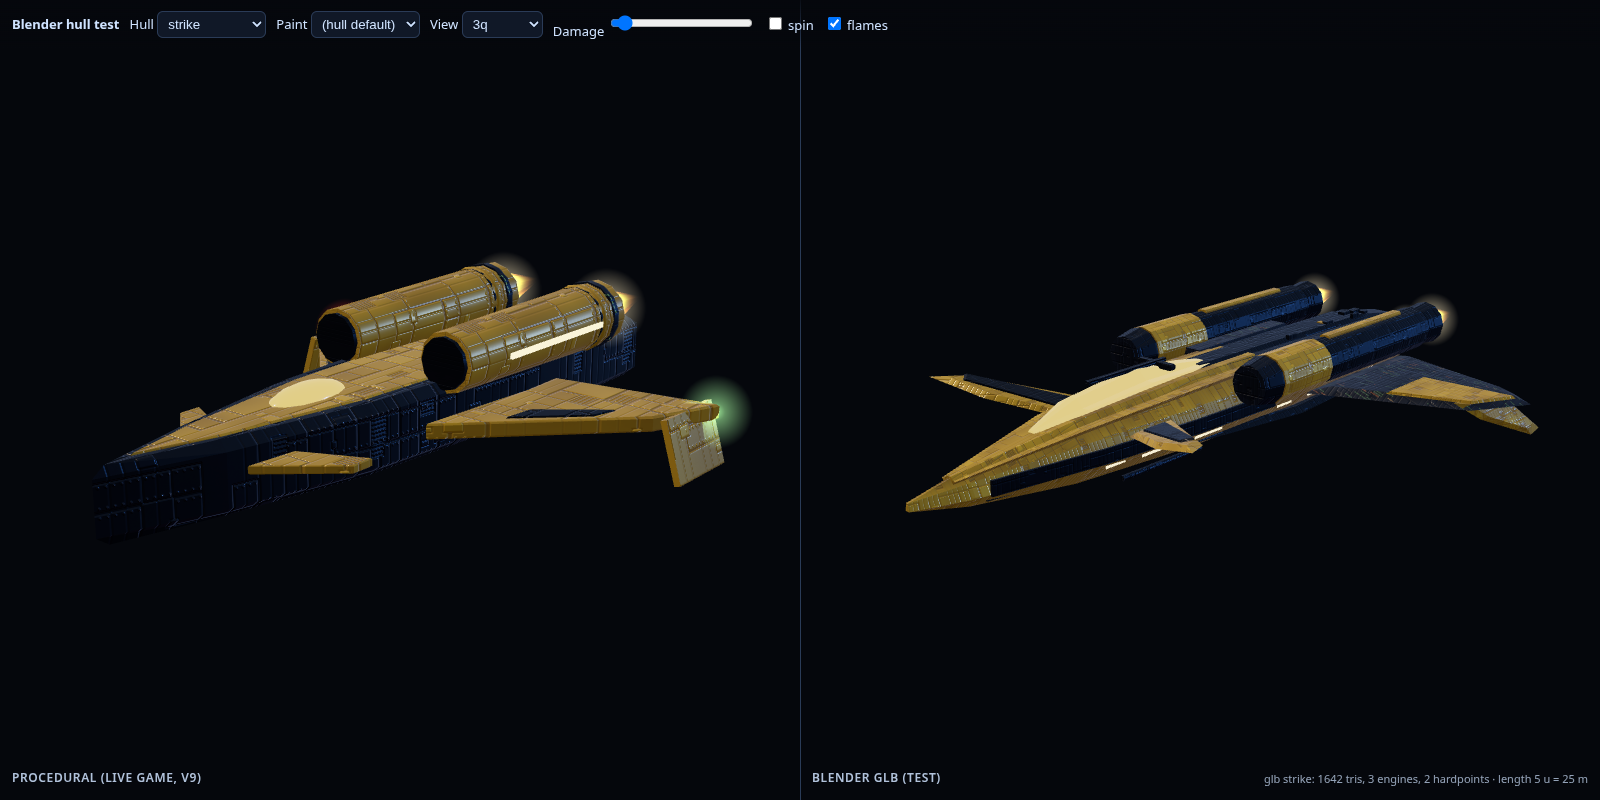 Blender hull test Hull strike Paint (hull default) View 3q Damage spin flames
PROCEDURAL (LIVE GAME, V9)
BLENDER GLB (TEST)
glb strike: 1642 tris, 3 engines, 2 hardpoints · length 5 u = 25 m